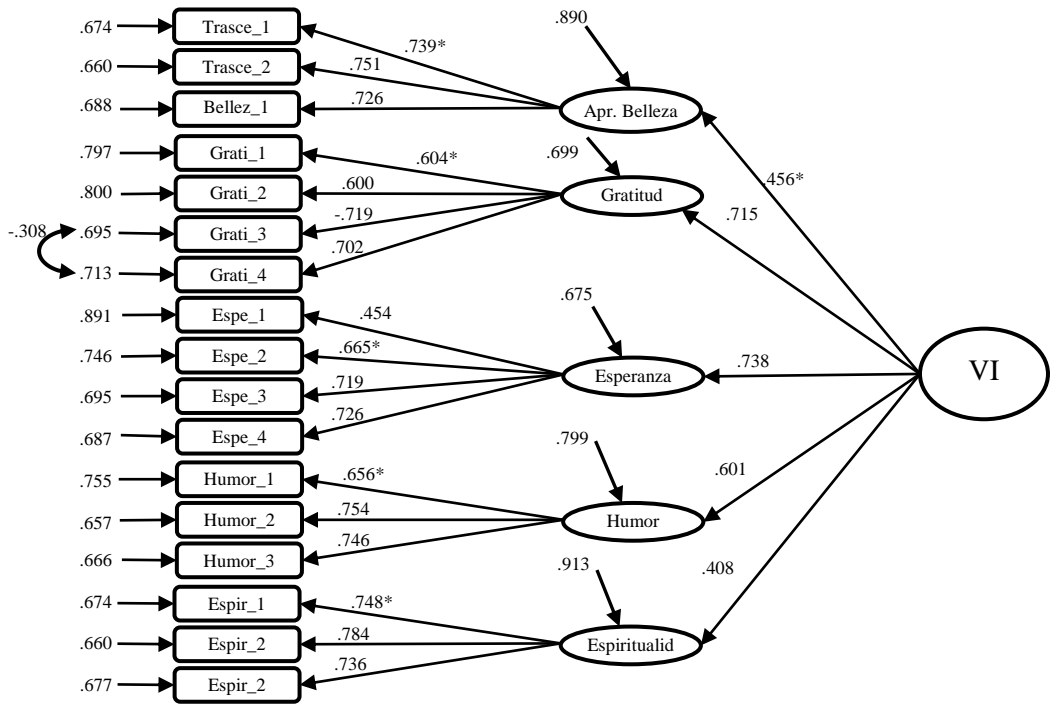 .674 Trasce_1 .739* .890
.660 Trasce_2 .751
.688 Bellez_1 .726 Apr. Belleza
.797 Grati_1 .604* .699 .456*
.800 Grati_2 .600 Gratitud .715
-.308 .695 Grati_3 -.719
.713 Grati_4 .702
.891 Espe_1 .454 .675
.746 Espe_2 .665*
.695 Espe_3 .719 Esperanza .738 VI
.687 Espe_4 .726
.755 Humor_1 .656* .799 .601
.657 Humor_2 .754 Humor
.666 Humor_3 .746
.674 Espir_1 .748* .913 .408
.660 Espir_2 .784 Espiritualid
.677 Espir_2 .736